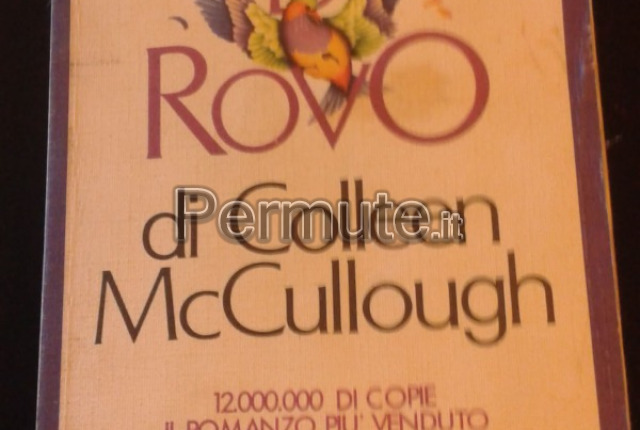 ROVO
di Colleen
Permute.it
McCullough
12.000.000 DI COPIE
IL ROMANZO PIU' VENDUTO